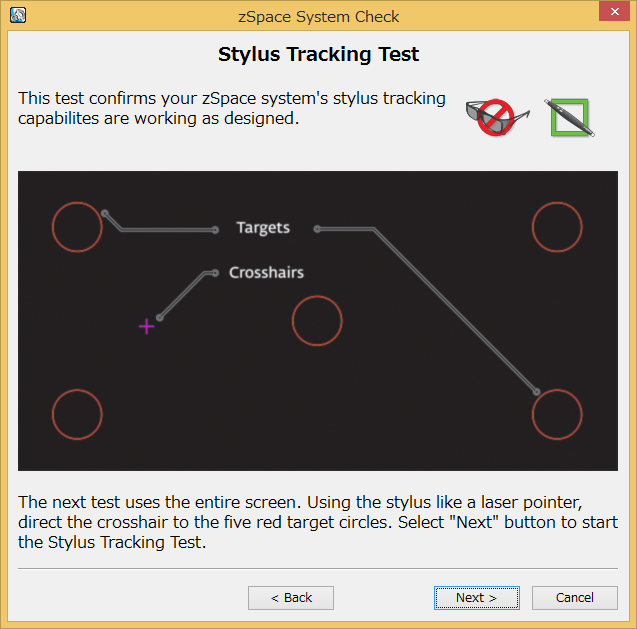 zSpace System Check
Stylus Tracking Test
This test confirms your zSpace system's stylus tracking
capabilites are working as designed.
Targets
Crosshairs
The next test uses the entire screen. Using the stylus like a laser pointer,
direct the crosshair to the five red target circles. Select "Next" button to start
the Stylus Tracking Test.
< Back
Next >
Cancel